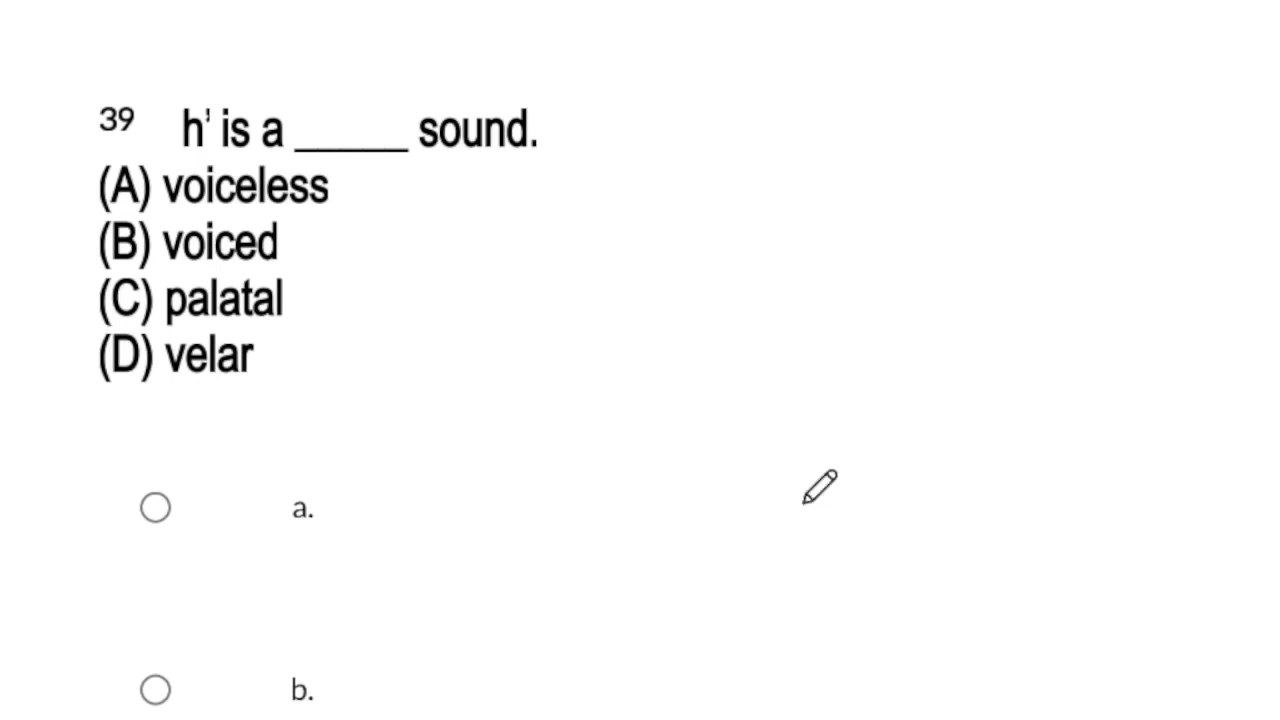 39 h' is a _____ sound.
(A) voiceless
(B) voiced
(C) palatal
(D) velar
a.
b.